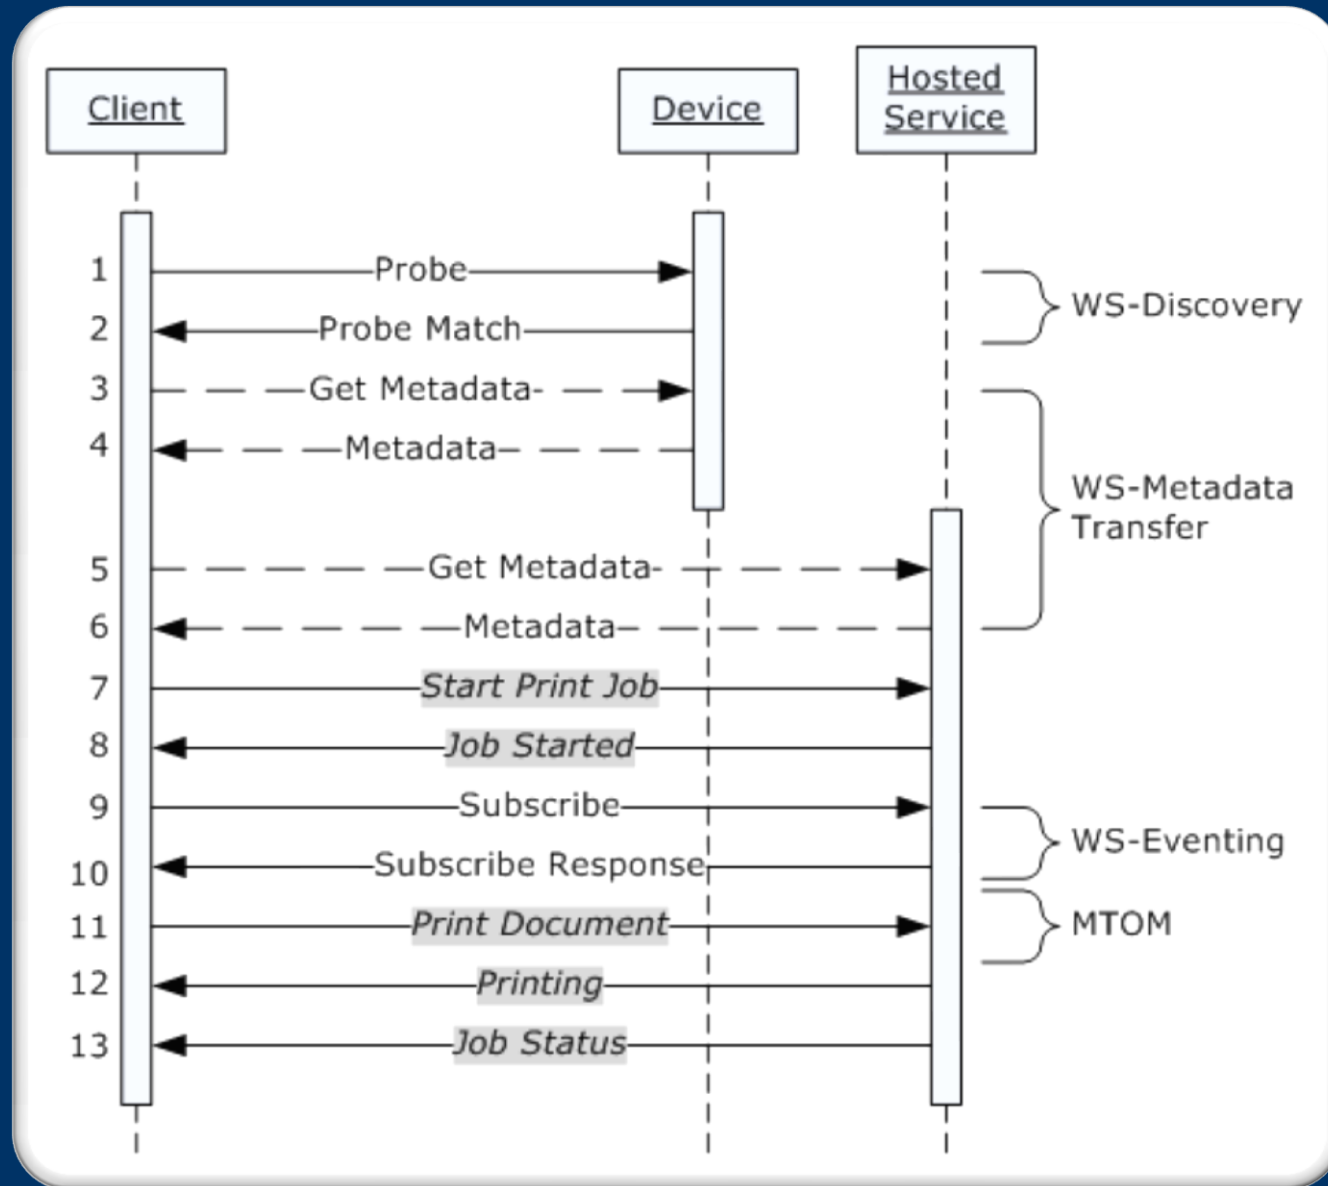 Client
Device
Hosted
Service
1 Probe
WS-Discovery
2 Probe Match
3 Get Metadata
4 Metadata
WS-Metadata
Transfer
5 Get Metadata
6 Metadata
7 Start Print Job
8 Job Started
9 Subscribe
WS-Eventing
10 Subscribe Response
11 Print Document
MTOM
12 Printing
13 Job Status